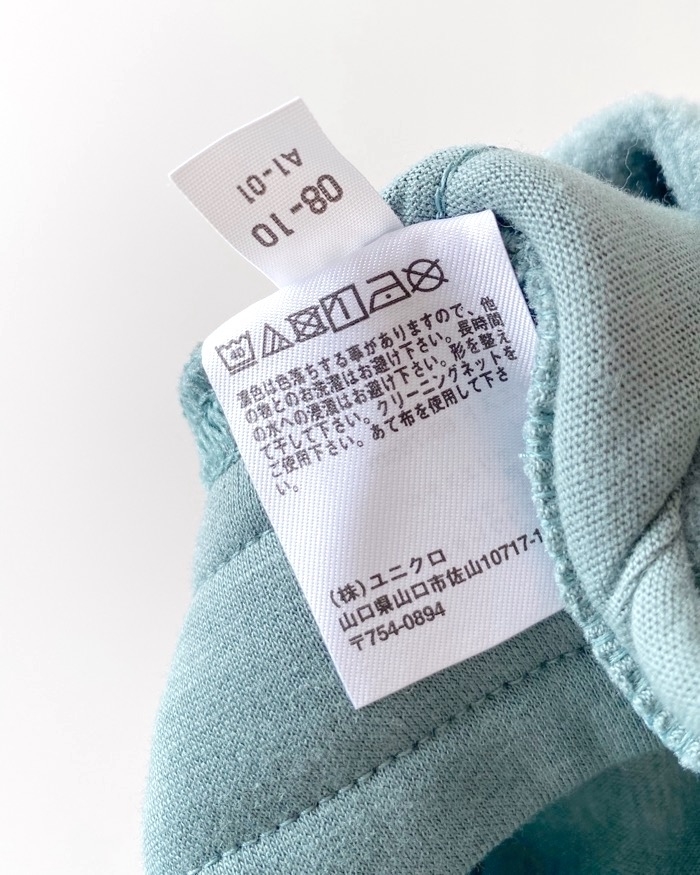 08-10
A1-01
40
濃色は色落ちする事がありますので、他
の物とのお洗濯はお避け下さい。長時間
の水への浸漬はお避け下さい。形を整え
て干して下さい。クリーニングネットを
ご使用下さい。あて布を使用して下さ
い。
(株)ユニクロ
山口県山口市佐山10717-1
〒754-0894